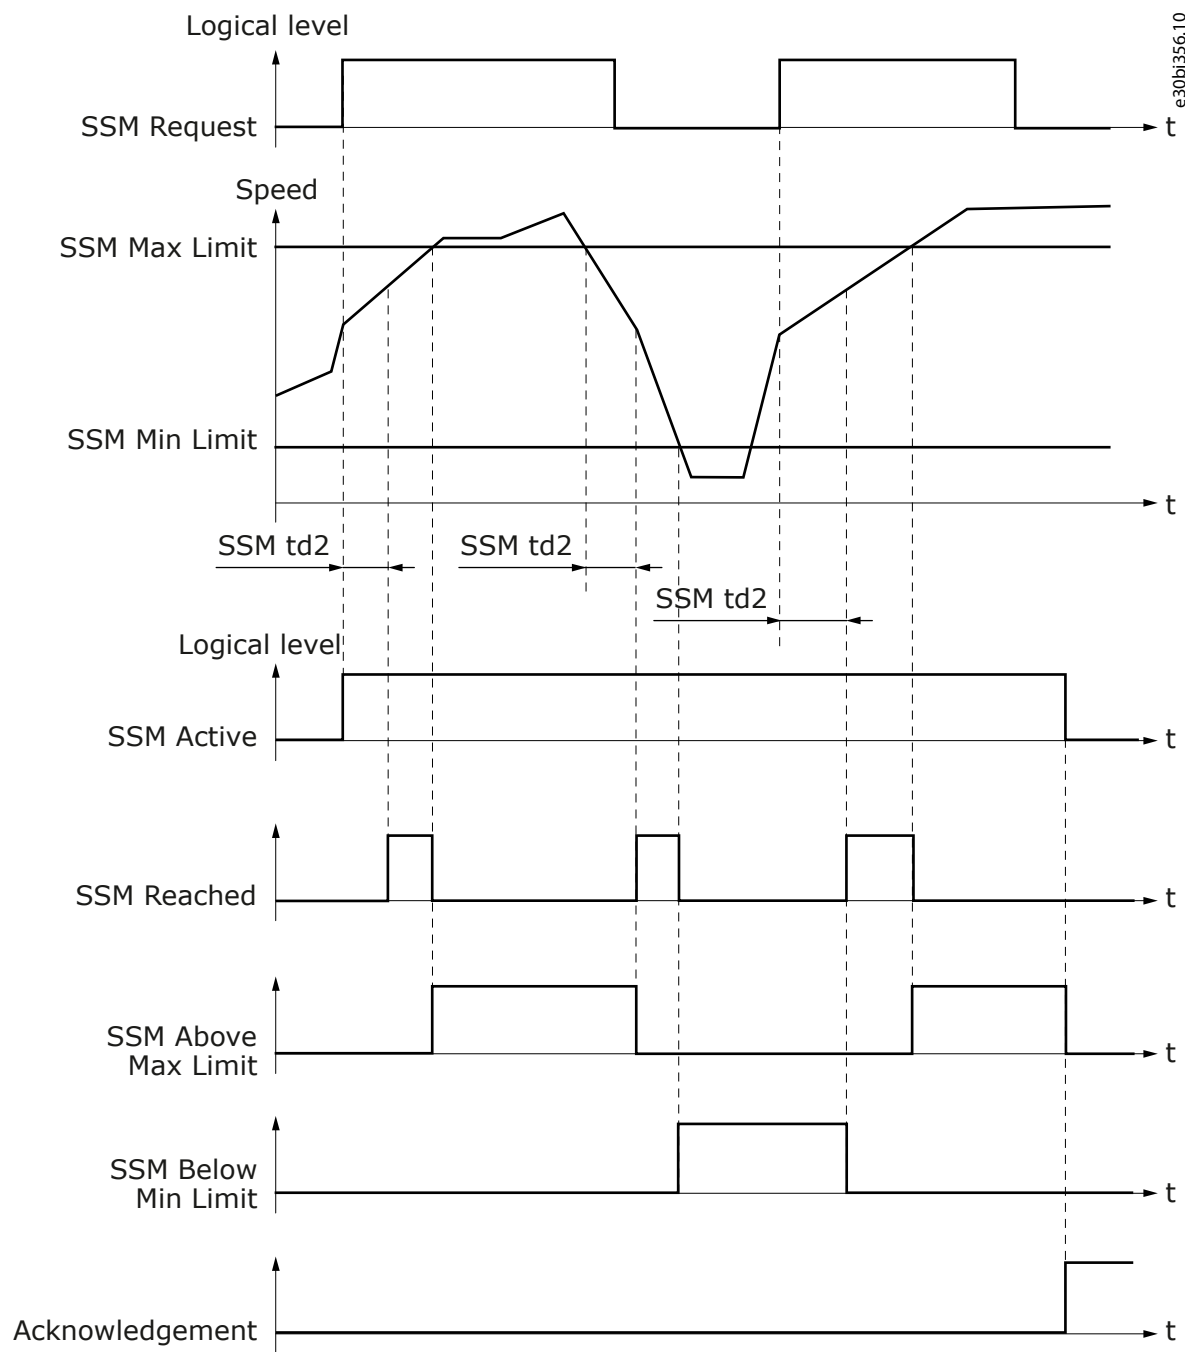 Logical level
e30bi356.10
SSM Request
t
Speed
SSM Max Limit
SSM Min Limit
t
SSM td2
SSM td2
SSM td2
Logical level
SSM Active
t
SSM Reached
t
SSM Above
Max Limit
t
SSM Below
Min Limit
t
Acknowledgement
t